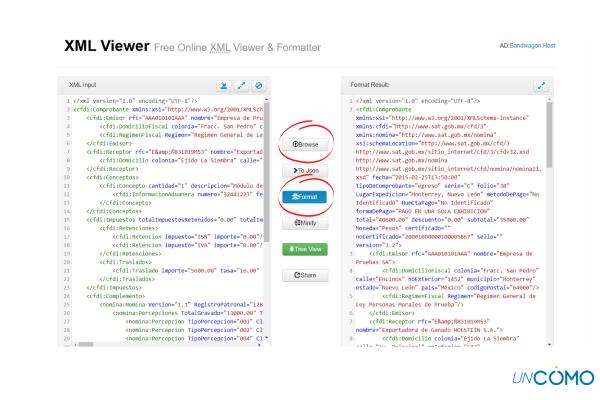 XML Viewer Free Online XML Viewer & Formatter
AD:Bandwagon Host
XML Input
1 <?xml version="1.0" encoding="UTF-8"?>
2 <cfdi:Comprobante xmlns:xsi="http://www.w3.org/2001/XMLSch
3 <cfdi:Emisor rfc="AAA010101AAA" nombre="Empresa de Pru
4 <cfdi:DomicilioFiscal colonia="Fracc. San Pedro" c
5 <cfdi:RegimenFiscal Regimen="Regimen General de Le
6 </cfdi:Emisor>
7 <cfdi:Receptor rfc="E&amp;Ñ831019M53" nombre="Exportad
8 <cfdi:Domicilio colonia="Ejido La Siembra" calle="
9 </cfdi:Receptor>
10 <cfdi:Conceptos>
11 <cfdi:Concepto cantidad="1" descripcion="Módulo de
12 <cfdi:InformacionAduanera numero="32441223" fe
13 </cfdi:Concepto>
14 </cfdi:Conceptos>
15 <cfdi:Impuestos totalImpuestosRetenidos="0.00" totalIm
16 <cfdi:Retenciones>
17 <cfdi:Retencion impuesto="ISR" importe="0.00"/
18 <cfdi:Retencion impuesto="IVA" importe="0.00"/
19 </cfdi:Retenciones>
20 <cfdi:Traslados>
21 <cfdi:Traslado importe="5600.00" tasa="16.00"
22 </cfdi:Traslados>
23 </cfdi:Impuestos>
24 <cfdi:Complemento>
25 <nomina:Nomina Version="1.1" RegistroPatronal="128
26 <nomina:Percepciones TotalGravado="13000.00" T
27 <nomina:Percepcion TipoPercepcion="001" Cl
28 <nomina:Percepcion TipoPercepcion="002" Cl
29 <nomina:Percepcion TipoPercepcion="004" Cl
Browse
To Json
Format
Minify
Tree View
Share
Format Result:
1 <?xml version="1.0" encoding="UTF-8"?>
2 <cfdi:Comprobante
xmlns:xsi="http://www.w3.org/2001/XMLSchema-instance"
xmlns:cfdi="http://www.sat.gob.mx/cfd/3"
xmlns:nomina="http://www.sat.gob.mx/nomina"
xsi:schemaLocation="http://www.sat.gob.mx/cfd/3
http://www.sat.gob.mx/sitio_internet/cfd/3/cfdv32.xsd
http://www.sat.gob.mx/nomina
http://www.sat.gob.mx/sitio_internet/cfd/nomina/nomina11.
xsd" fecha="2015-02-25T13:50:00"
tipoDeComprobante="egreso" serie="C" folio="38"
LugarExpedicion="Monterrey, Nuevo León" metodoDePago="No
Identificado" NumCtaPago="No Identificado"
formaDePago="PAGO EN UNA SOLA EXHIBICION"
total="40600.00" descuento="0.00" subTotal="35000.00"
Moneda="Pesos" certificado=""
version="3.2">
3 <cfdi:Emisor rfc="AAA010101AAA" nombre="Empresa de
Pruebas SA">
4 <cfdi:DomicilioFiscal colonia="Fracc. San Pedro"
calle="Encinos" noExterior="1452" municipio="Monterrey"
estado="Nuevo León" pais="México" codigoPostal="64000"/>
<cfdi:RegimenFiscal Regimen="Regimen General de
Ley Personas Morales de Prueba"/>
</cfdi:Emisor>
<cfdi:Receptor rfc="E&amp;Ñ831019M53"
nombre="Exportadora de Ganado HOLSTEIN S.A.">
<cfdi:Domicilio colonia="Ejido La Siembra"
UNCOMO